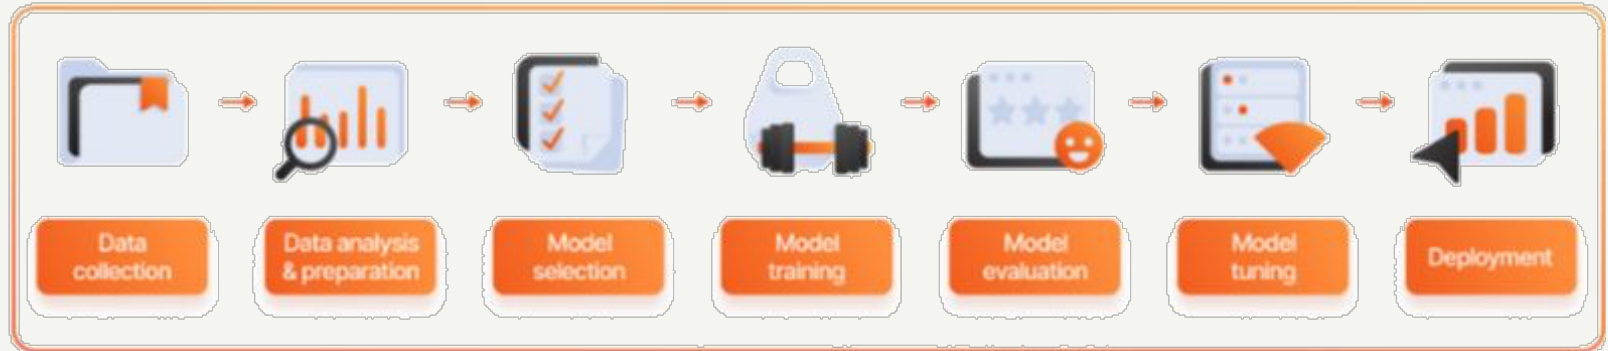 Data
collection
Data analysis
& preparation
Model
selection
Model
training
Model
evaluation
Model
tuning
Deployment